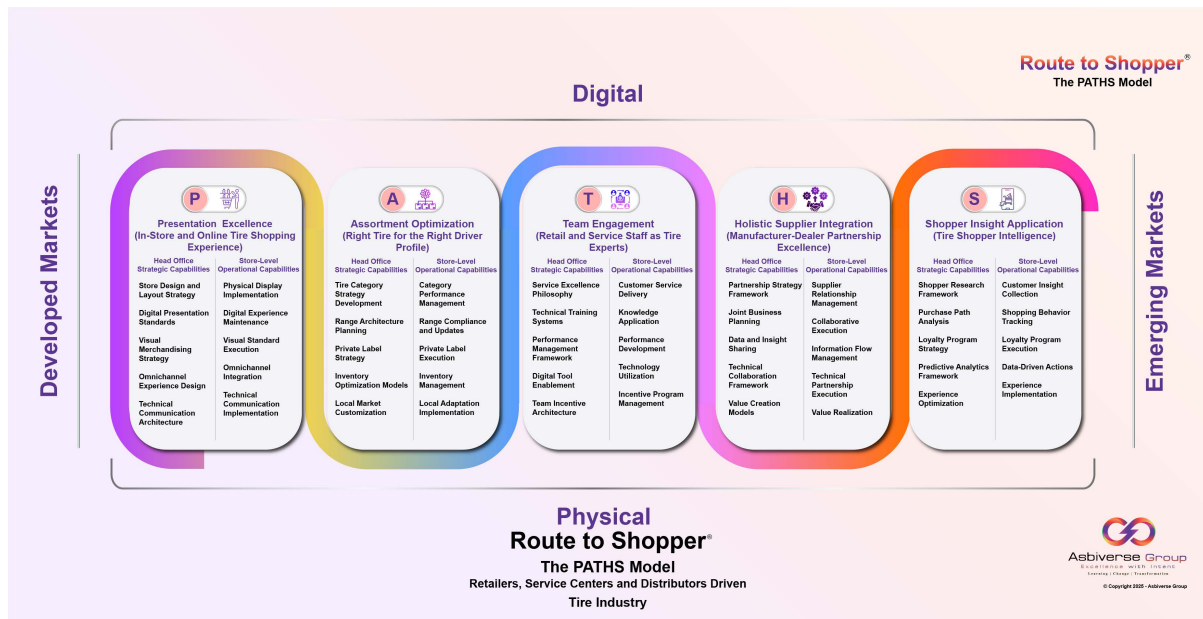 Route to Shopper®
The PATHS Model
Digital
Developed Markets
Emerging Markets
P
Presentation Excellence
(In-Store and Online Tire Shopping
Experience)
Head Office
Strategic Capabilities
Store Design and
Layout Strategy
Digital Presentation
Standards
Visual
Merchandising
Strategy
Omnichannel
Experience Design
Technical
Communication
Architecture
Store-Level
Operational Capabilities
Physical Display
Implementation
Digital Experience
Maintenance
Visual Standard
Execution
Omnichannel
Integration
Technical
Communication
Implementation
A
Assortment Optimization
(Right Tire for the Right Driver
Profile)
Head Office
Strategic Capabilities
Tire Category
Strategy
Development
Range Architecture
Planning
Private Label
Strategy
Inventory
Optimization Models
Local Market
Customization
Store-Level
Operational Capabilities
Category
Performance
Management
Range Compliance
and Updates
Private Label
Execution
Inventory
Management
Local Adaptation
Implementation
T
Team Engagement
(Retail and Service Staff as Tire
Experts)
Head Office
Strategic Capabilities
Service Excellence
Philosophy
Technical Training
Systems
Performance
Management
Framework
Digital Tool
Enablement
Team Incentive
Architecture
Store-Level
Operational Capabilities
Customer Service
Delivery
Knowledge
Application
Performance
Development
Technology
Utilization
Incentive Program
Management
H
Holistic Supplier Integration
(Manufacturer-Dealer Partnership
Excellence)
Head Office
Strategic Capabilities
Partnership Strategy
Framework
Joint Business
Planning
Data and Insight
Sharing
Technical
Collaboration
Framework
Value Creation
Models
Store-Level
Operational Capabilities
Supplier
Relationship
Management
Collaborative
Execution
Information Flow
Management
Technical
Partnership
Execution
Value Realization
S
Shopper Insight Application
(Tire Shopper Intelligence)
Head Office
Strategic Capabilities
Shopper Research
Framework
Purchase Path
Analysis
Loyalty Program
Strategy
Predictive Analytics
Framework
Experience
Optimization
Store-Level
Operational Capabilities
Customer Insight
Collection
Shopping Behavior
Tracking
Loyalty Program
Execution
Data-Driven Actions
Experience
Implementation
Physical
Route to Shopper®
The PATHS Model
Retailers, Service Centers and Distributors Driven
Tire Industry
Asbiverse Group
Excellence with Intent
Learning | Change | Transformation
© Copyright 2025 - Asbiverse Group